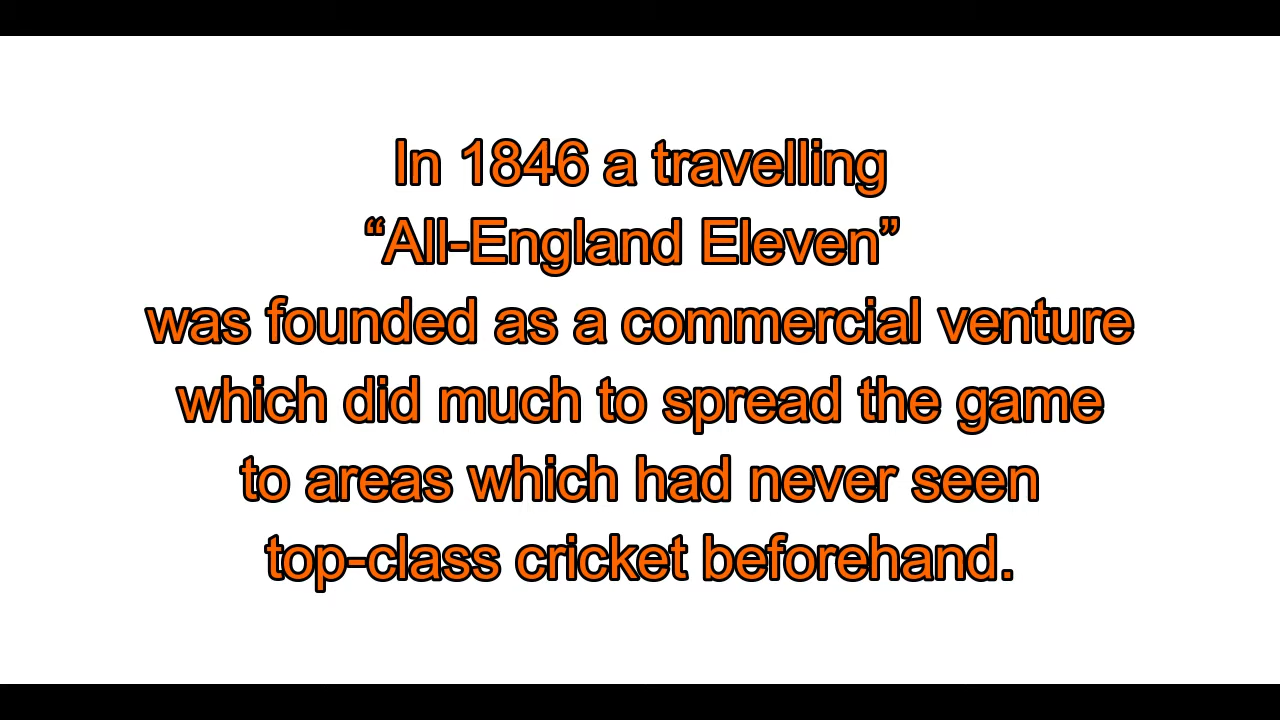 In 1846 a travelling
“All-England Eleven”
was founded as a commercial venture
which did much to spread the game
to areas which had never seen
top-class cricket beforehand.